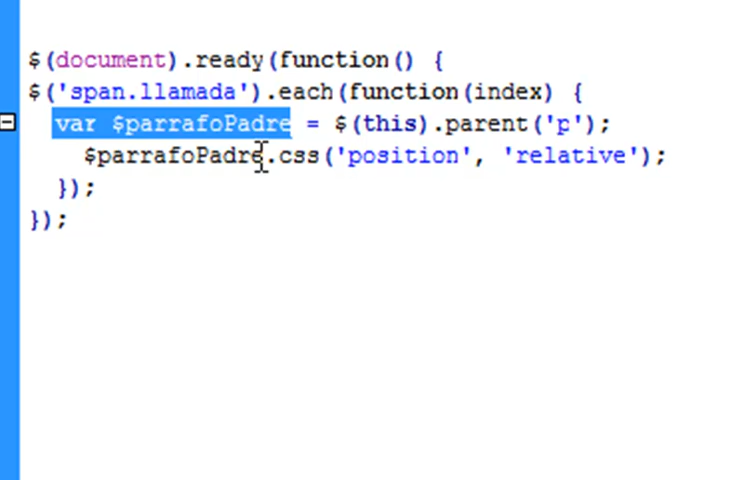 $(document).ready(function() {
$('span.llamada').each(function(index) {
var $parrafoPadre = $(this).parent('p');
$parrafoPadre.css('position', 'relative');
});
});